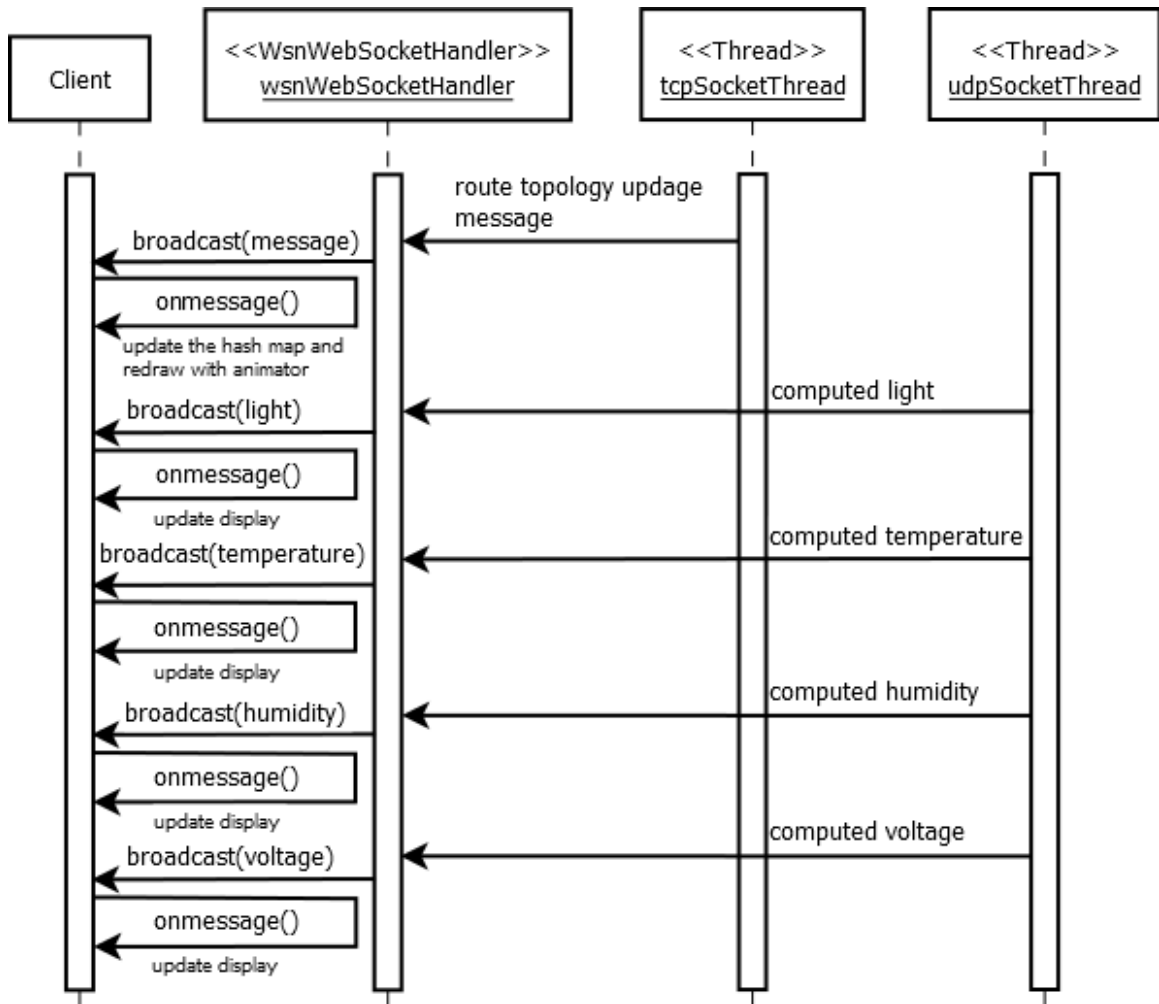 Client
<<WsnWebSocketHandler>>
wsnWebSocketHandler
<<Thread>>
tcpSocketThread
<<Thread>>
udpSocketThread
route topology updage
message
broadcast(message)
onmessage()
update the hash map and
redraw with animator
computed light
broadcast(light)
onmessage()
update display
computed temperature
broadcast(temperature)
onmessage()
update display
computed humidity
broadcast(humidity)
onmessage()
update display
computed voltage
broadcast(voltage)
onmessage()
update display